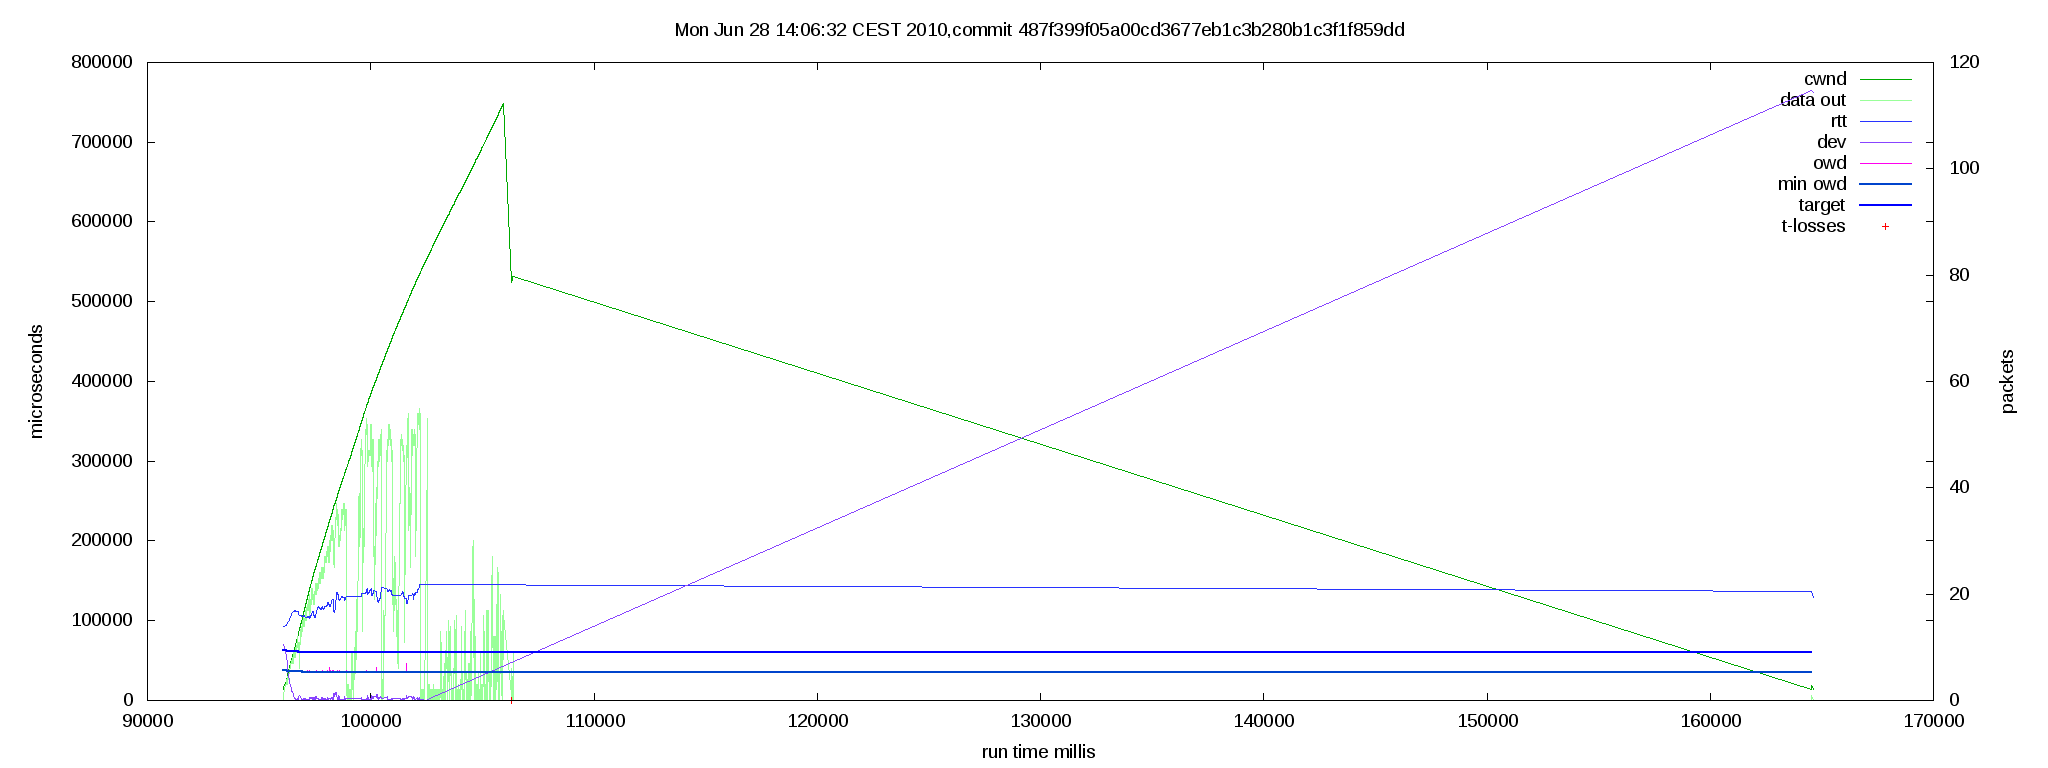 Mon Jun 28 14:06:32 CEST 2010,commit 487f399f05a00cd3677eb1c3b280b1c3f1f859dd
800000
700000
600000
500000
400000
300000
200000
100000
0
microseconds
120
100
80
60
40
20
0
packets
cwnd
data out
rtt
dev
owd
min owd
target
t-losses
90000
100000
110000
120000
130000
140000
150000
160000
170000
run time millis